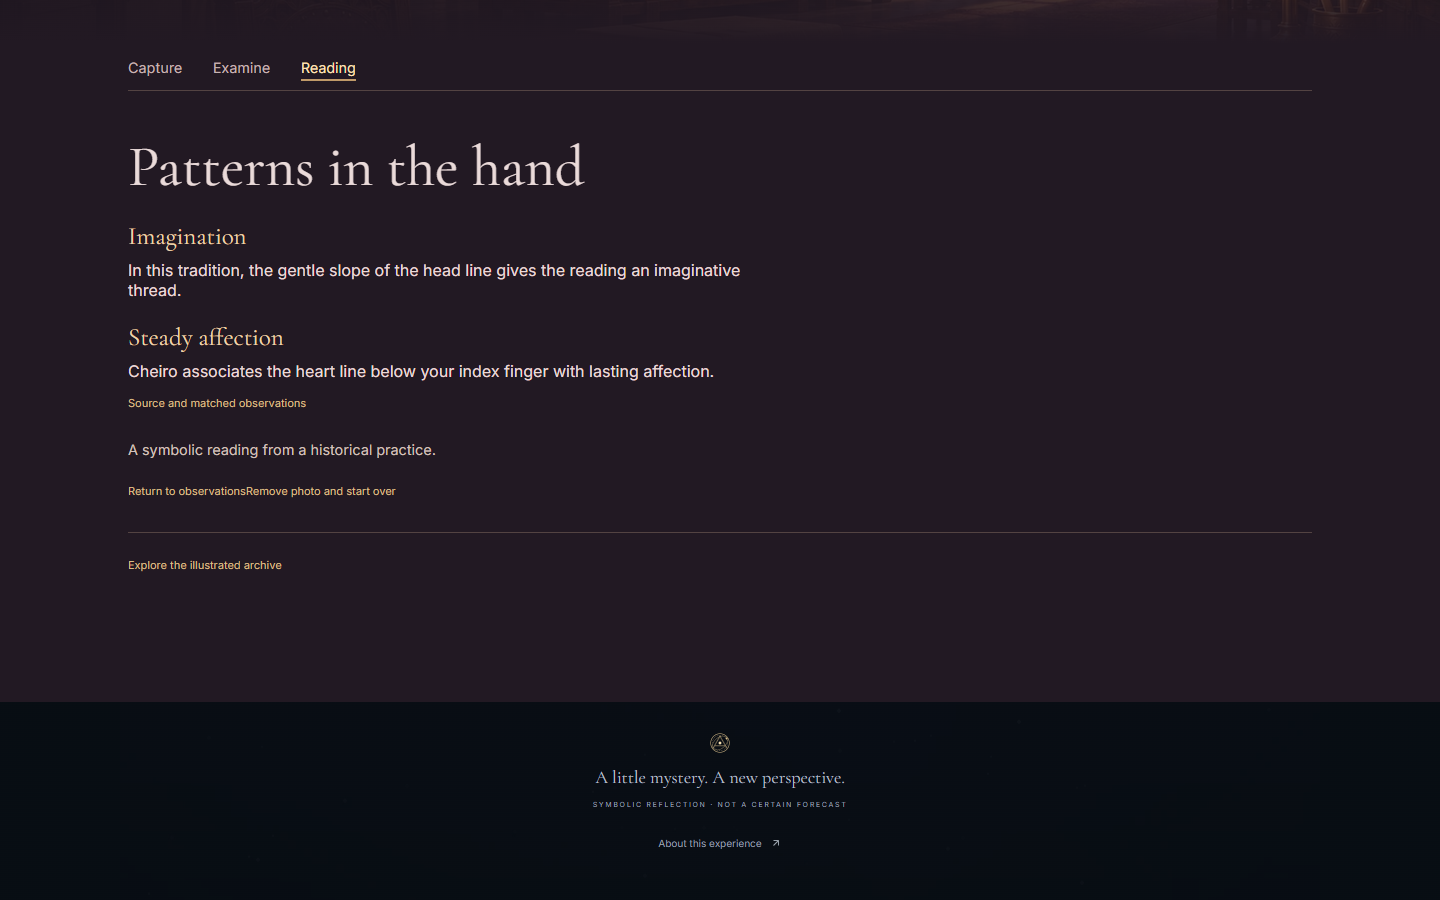 Capture Examine Reading
Patterns in the hand
Imagination
In this tradition, the gentle slope of the head line gives the reading an imaginative
thread.
Steady affection
Cheiro associates the heart line below your index finger with lasting affection.
Source and matched observations
A symbolic reading from a historical practice.
Return to observationsRemove photo and start over
Explore the illustrated archive
A little mystery. A new perspective.
SYMBOLIC REFLECTION · NOT A CERTAIN FORECAST
About this experience